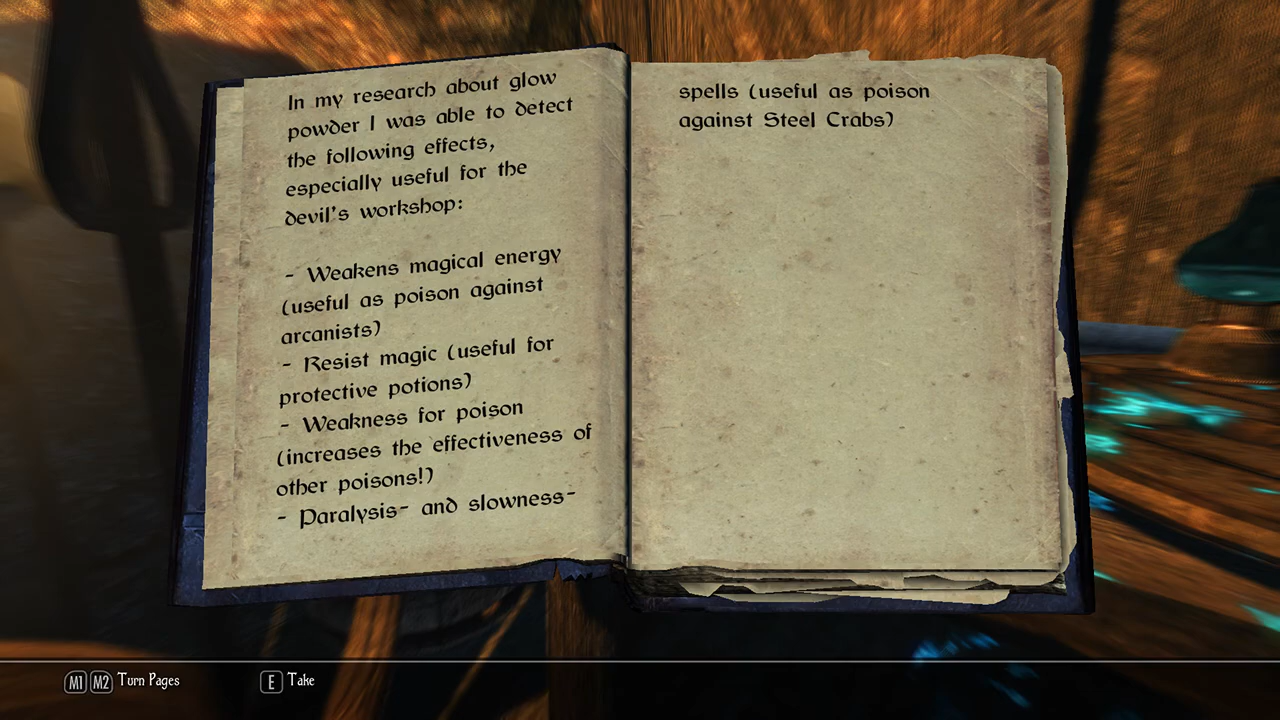 In my research about glow
powder I was able to detect
the following effects,
especially useful for the
devil's workshop:
- Weakens magical energy
(useful as poison against
arcanists)
- Resist magic (useful for
protective potions)
- Weakness for poison
(increases the effectiveness of
other poisons!)
- Paralysis- and slowness-
spells (useful as poison
against Steel Crabs)
M1 M2 Turn Pages
E Take